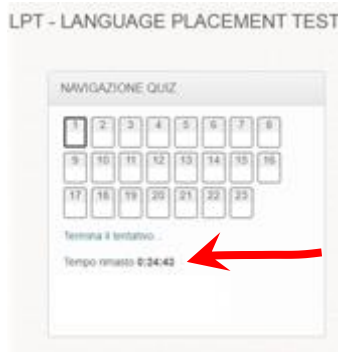 LPT - LANGUAGE PLACEMENT TEST
NAVIGAZIONE QUIZ
1 2 3 4 5 6 7 8
9 10 11 12 13 14 15 16
17 18 19 20 21 22 23
Termina il tentativo...
Tempo rimasto 0:24:42